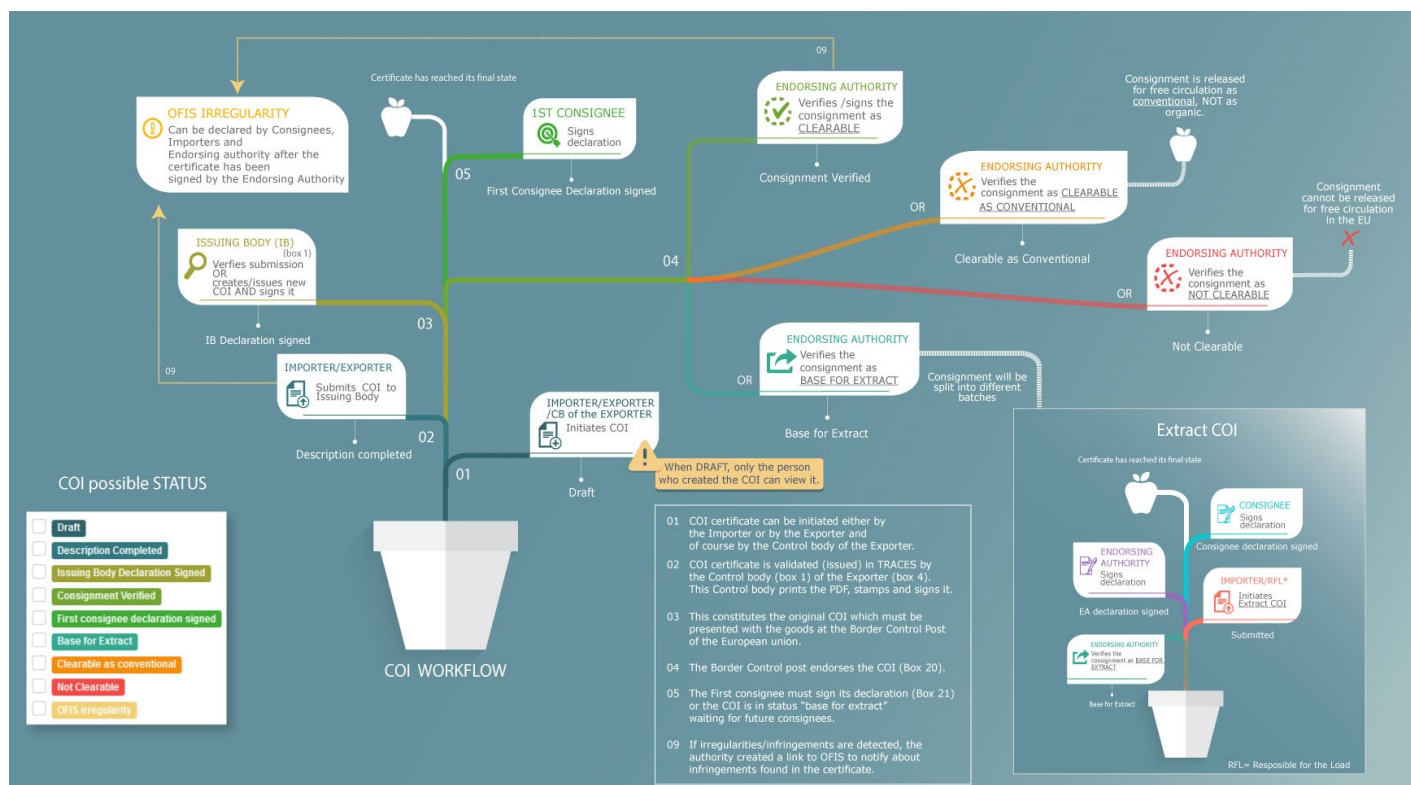 09
Certificate has reached its final state
OFIS IRREGULARITY
Can be declared by Consignees,
Importers and
Endorsing authority after the
certificate has been
signed by the Endorsing Authority
1ST CONSIGNEE
Signs
declaration
05
First Consignee Declaration signed
ENDORSING AUTHORITY
Verifies /signs the
consignment as
CLEARABLE
Consignment Verified
Consignment is released
for free circulation as
conventional, NOT as
organic.
ENDORSING AUTHORITY
Verifies the
consignment as CLEARABLE
AS CONVENTIONAL
OR
Clearable as Conventional
Consignment
cannot be released
for free circulation
in the EU
ENDORSING AUTHORITY
Verifies the
consignment as
NOT CLEARABLE
OR
Not Clearable
04
ISSUING BODY (IB)
(box 1)
Verfies submission
OR
creates/issues new
COI AND signs it
03
IB Declaration signed
ENDORSING AUTHORITY
Verifies the
consignment as
BASE FOR EXTRACT
OR
Base for Extract
Consignment will be
split into different
batches
09
IMPORTER/EXPORTER
Submits COI to
Issuing Body
02
Description completed
IMPORTER/EXPORTER
/CB of the EXPORTER
Initiates COI
01
Draft
When DRAFT, only the person
who created the COI can view it.
COI possible STATUS
Draft
Description Completed
Issuing Body Declaration Signed
Consignment Verified
First consignee declaration signed
Base for Extract
Clearable as conventional
Not Clearable
OFIS irregularity
COI WORKFLOW
01 COI certificate can be initiated either by
the Importer or by the Exporter and
of course by the Control body of the Exporter.
02 COI certificate is validated (issued) in TRACES by
the Control body (box 1) of the Exporter (box 4).
This Control body prints the PDF, stamps and signs it.
03 This constitutes the original COI which must be
presented with the goods at the Border Control Post
of the European union.
04 The Border Control post endorses the COI (Box 20).
05 The First consignee must sign its declaration (Box 21)
or the COI is in status “base for extract”
waiting for future consignees.
09 If irregularities/infringements are detected, the
authority created a link to OFIS to notify about
infringements found in the certificate.
Extract COI
Certificate has reached its final state
CONSIGNEE
Signs
declaration
Consignee declaration signed
ENDORSING
AUTHORITY
Signs
declaration
EA declaration signed
IMPORTER/RFL*
Initiates
Extract COI
Submitted
ENDORSING AUTHORITY
Verifies the
consignment as BASE FOR
EXTRACT
Base for Extract
RFL= Resposible for the Load